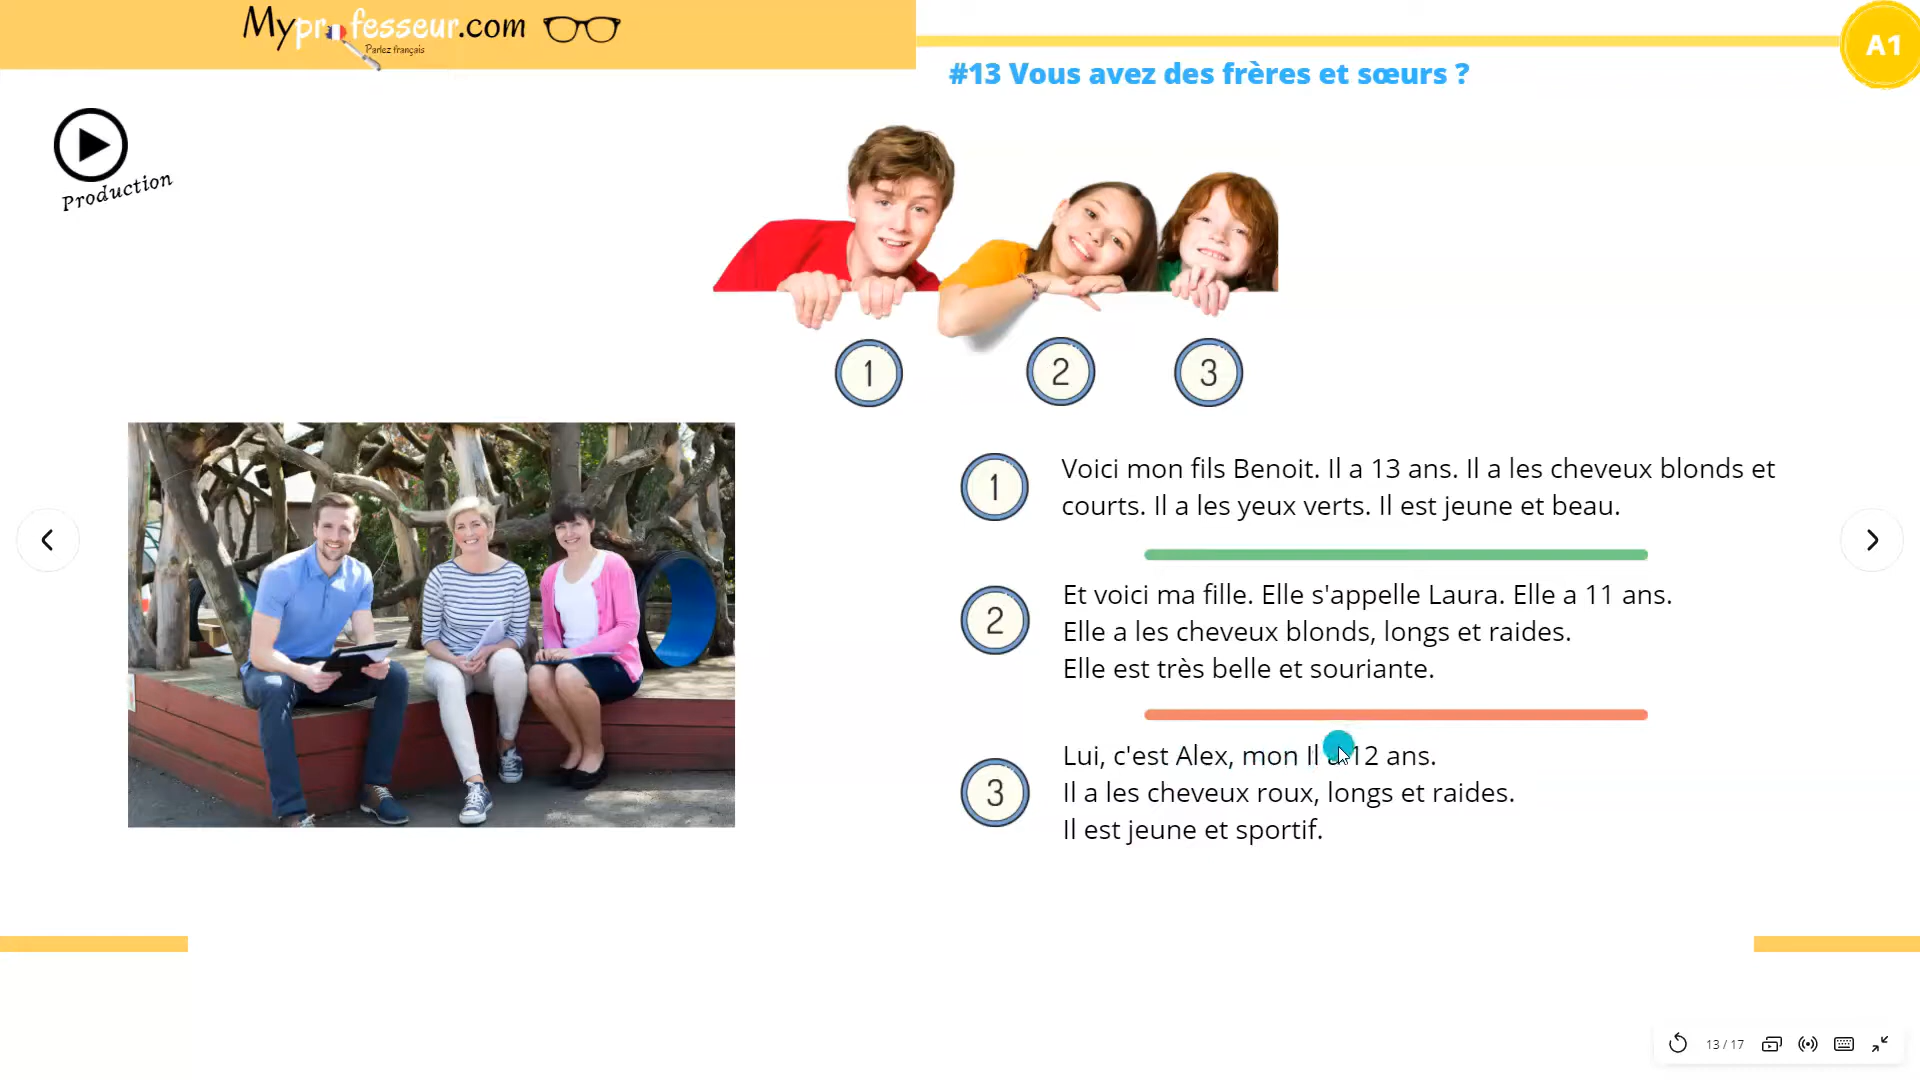 Myprofesseur.com
Parlez français
A1
#13 Vous avez des frères et sœurs ?
Production
1
2
3
1
Voici mon fils Benoit. Il a 13 ans. Il a les cheveux blonds et
courts. Il a les yeux verts. Il est jeune et beau.
2
Et voici ma fille. Elle s'appelle Laura. Elle a 11 ans.
Elle a les cheveux blonds, longs et raides.
Elle est très belle et souriante.
3
Lui, c'est Alex, mon Il a 12 ans.
Il a les cheveux roux, longs et raides.
Il est jeune et sportif.
13 / 17